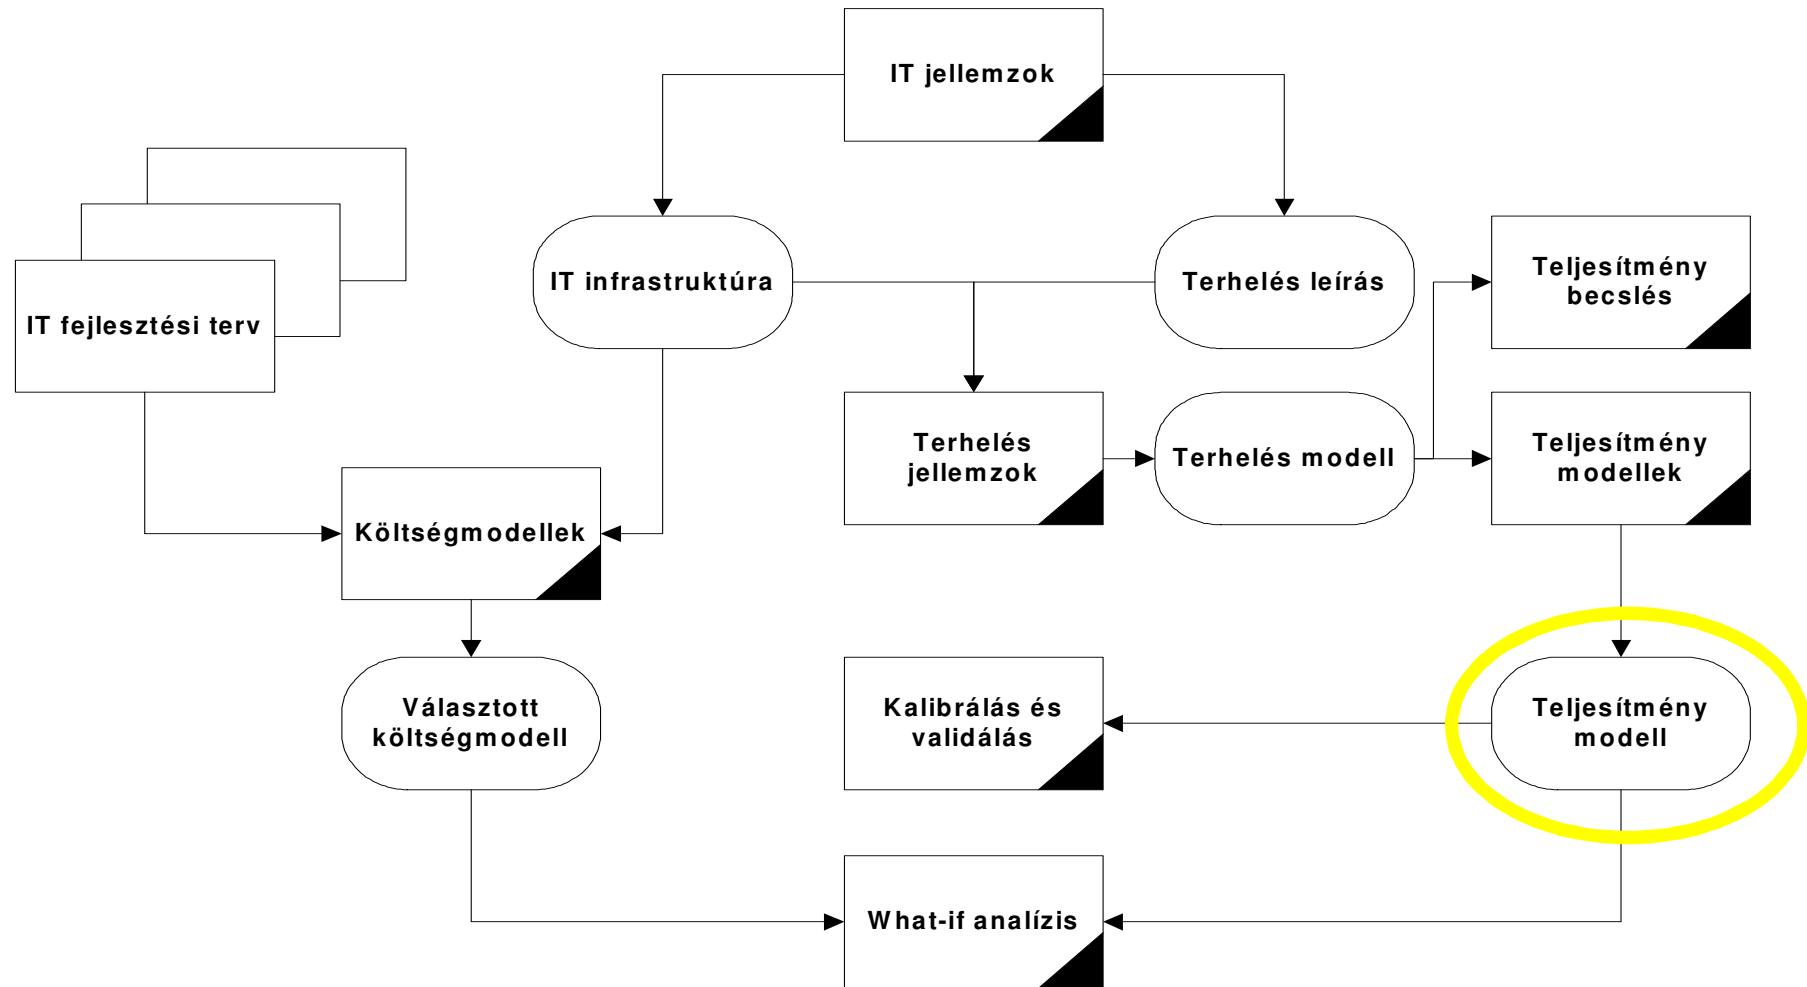 IT jellemzok
IT infrastruktúra
Terhelés leírás
Teljesítmény
becslés
IT fejlesztési terv
Terhelés
jellemzok
Terhelés modell
Teljesítmény
modellek
Költségmodellek
Választott
költségmodell
Kalibrálás és
validálás
Teljesítmény
modell
What-if analízis